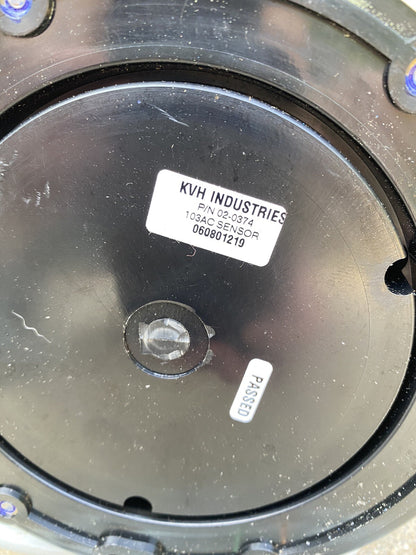 KVH INDUSTRIES
P/N 02-0374
103AC SENSOR
060801219
PASSED